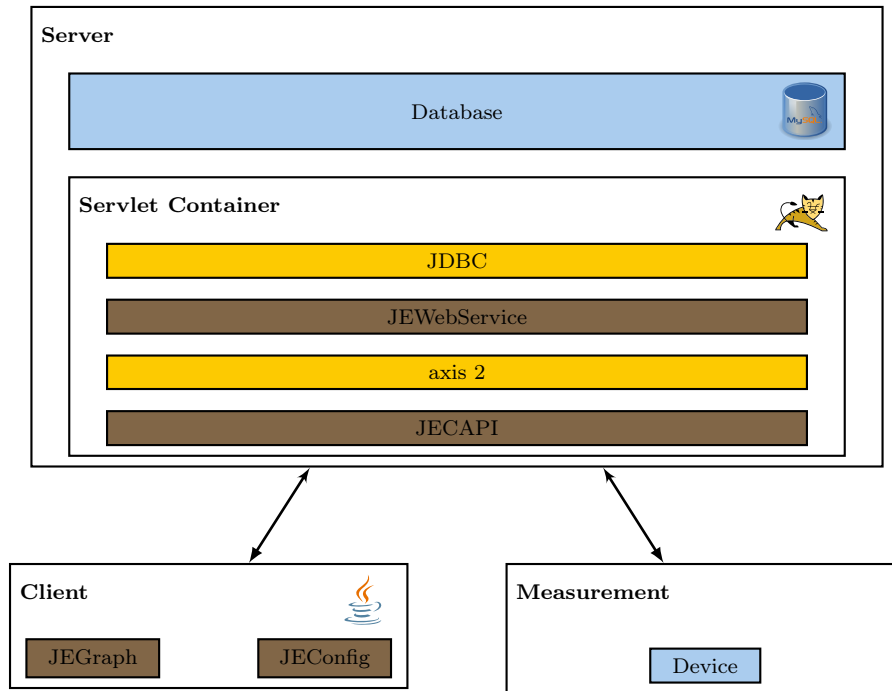 Server
Database
Servlet Container
JDBC
JEWebService
axis 2
JECAPI
Client
JEGraph
JEConfig
Measurement
Device